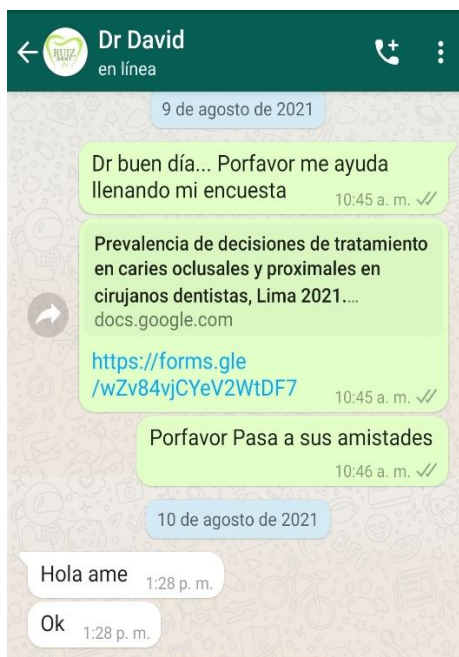 Dr David
RUIZ
DENT
en línea
9 de agosto de 2021
Dr buen día... Porfavor me ayuda
llenando mi encuesta
10:45 a. m.
Prevalencia de decisiones de tratamiento
en caries oclusales y proximales en
cirujanos dentistas, Lima 2021....
docs.google.com
https://forms.gle
/wZv84vjCYeV2WtDF7
10:45 a. m.
Porfavor Pasa a sus amistades
10:46 a. m.
10 de agosto de 2021
Hola ame
1:28 p. m.
Ok
1:28 p. m.